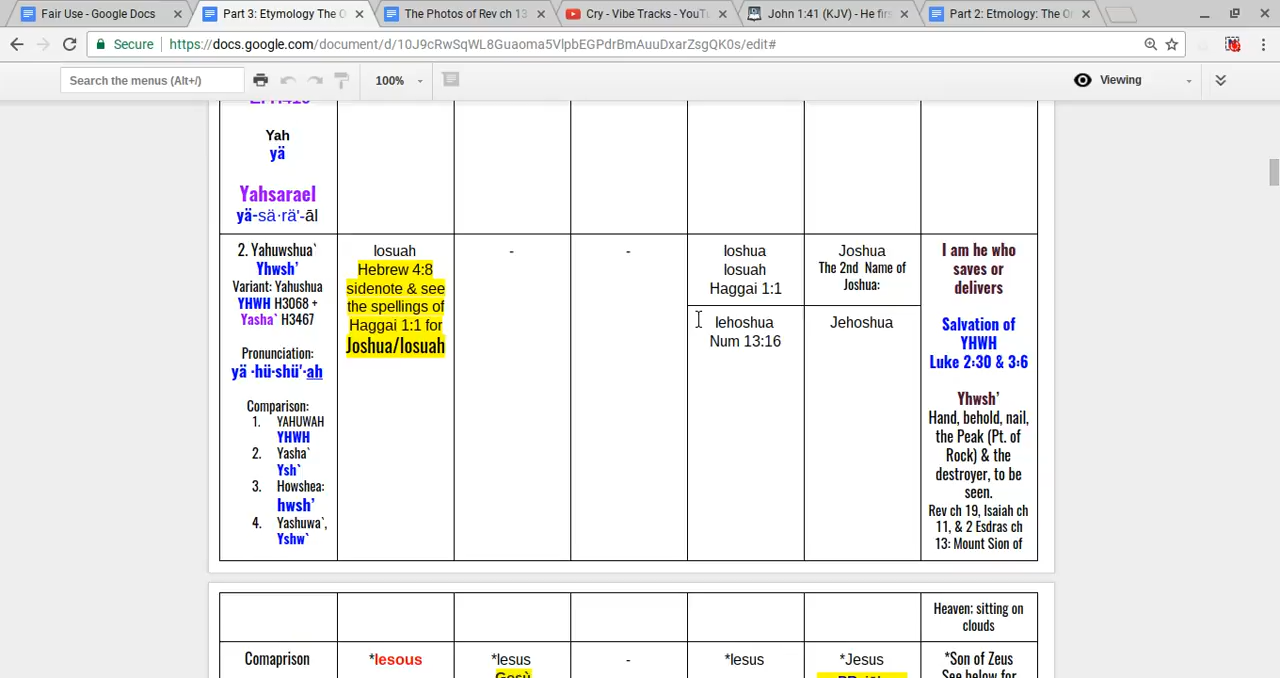 Fair Use - Google Docs
Part 3: Etymology The O
The Photos of Rev ch 13
Cry - Vibe Tracks - YouT
John 1:41 (KJV) - He firs
Part 2: Etmology: The Or
Secure
https://docs.google.com/document/d/10J9cRwSqWL8Guaoma5VlpbEGPdrBmAuuDxarZsgQK0s/edit#
Search the menus (Alt+/)
100%
Viewing
Yah
yä
Yahsarael
yä-sä·rä'-āl
2. Yahuwshua`
Yhwsh’
Variant: Yahushua
YHWH H3068 +
Yasha` H3467
Pronunciation:
yä ·hü·shü'·ah
Comparison:
1. YAHUWAH
YHWH
2. Yasha`
Ysh`
3. Howshea:
hwsh’
4. Yashuwa`,
Yshw`
Iosuah
Hebrew 4:8
sidenote & see
the spellings of
Haggai 1:1 for
Joshua/Iosuah
-
-
Ioshua
Iosuah
Haggai 1:1
Iehoshua
Num 13:16
Joshua
The 2nd Name of
Joshua:
Jehoshua
I am he who
saves or
delivers
Salvation of
YHWH
Luke 2:30 & 3:6
Yhwsh’
Hand, behold, nail,
the Peak (Pt. of
Rock) & the
destroyer, to be
seen.
Rev ch 19, Isaiah ch
11, & 2 Esdras ch
13: Mount Sion of
Heaven; sitting on
clouds
Comaprison
*Iesous
*Iesus
Gesù
-
*Iesus
*Jesus
*Son of Zeus
See below for